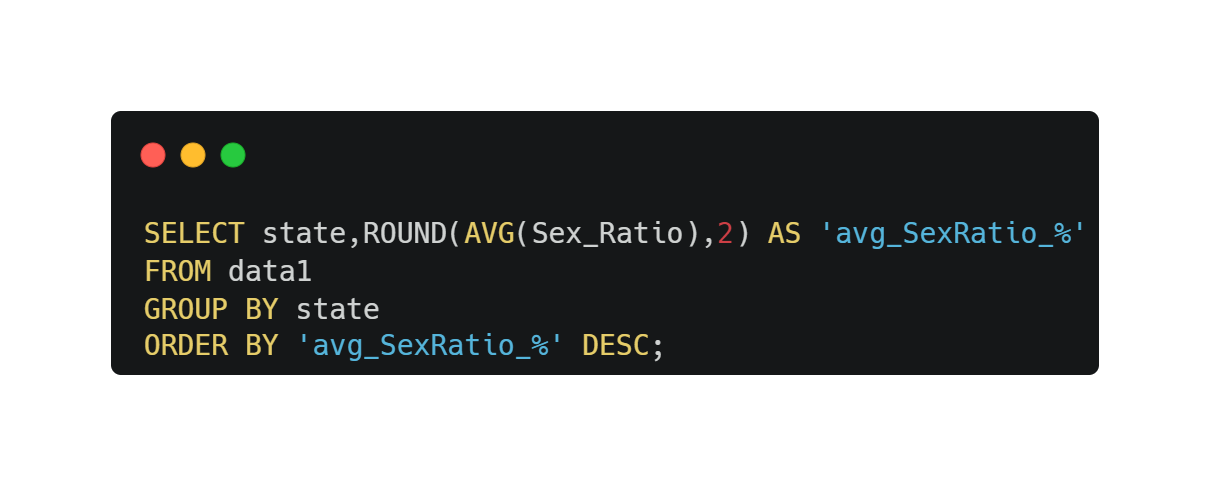 SELECT state,ROUND(AVG(Sex_Ratio),2) AS 'avg_SexRatio_%'
FROM data1
GROUP BY state
ORDER BY 'avg_SexRatio_%' DESC;